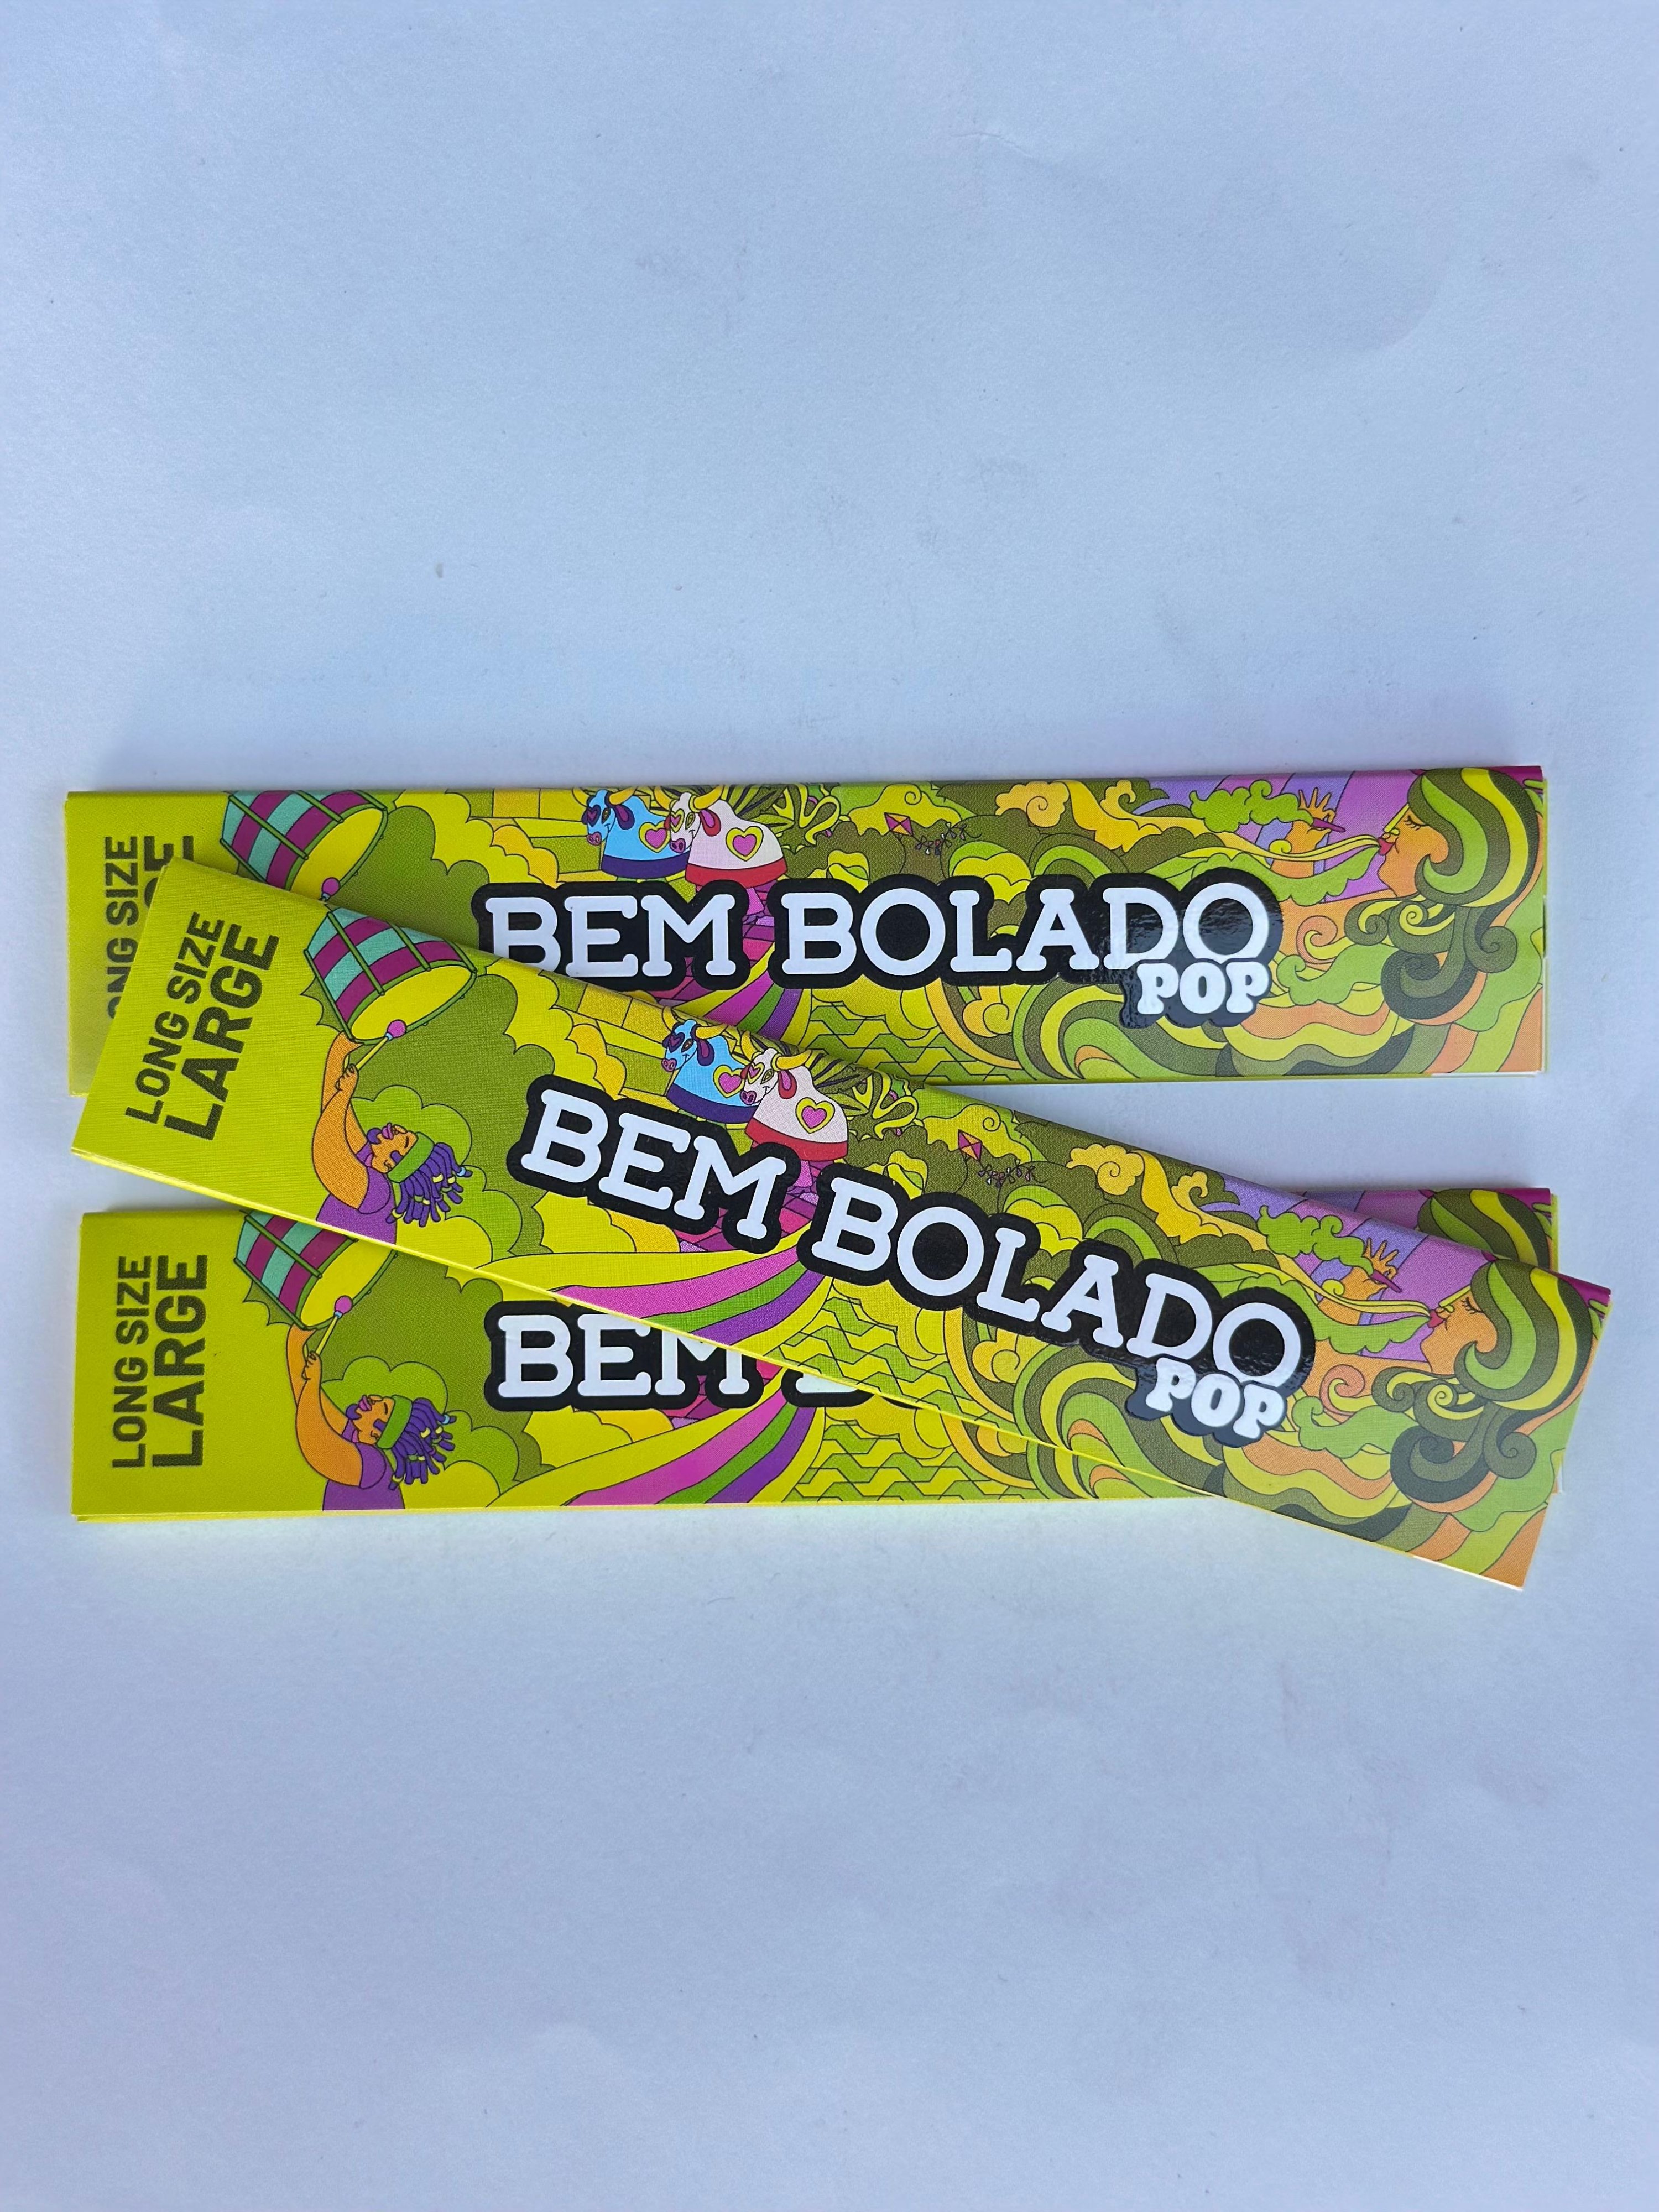 LONG SIZE
BEM BOLADO
POP
LONG SIZE
LARGE
BEM BOLADO
POP
LONG SIZE
LARGE
BEM